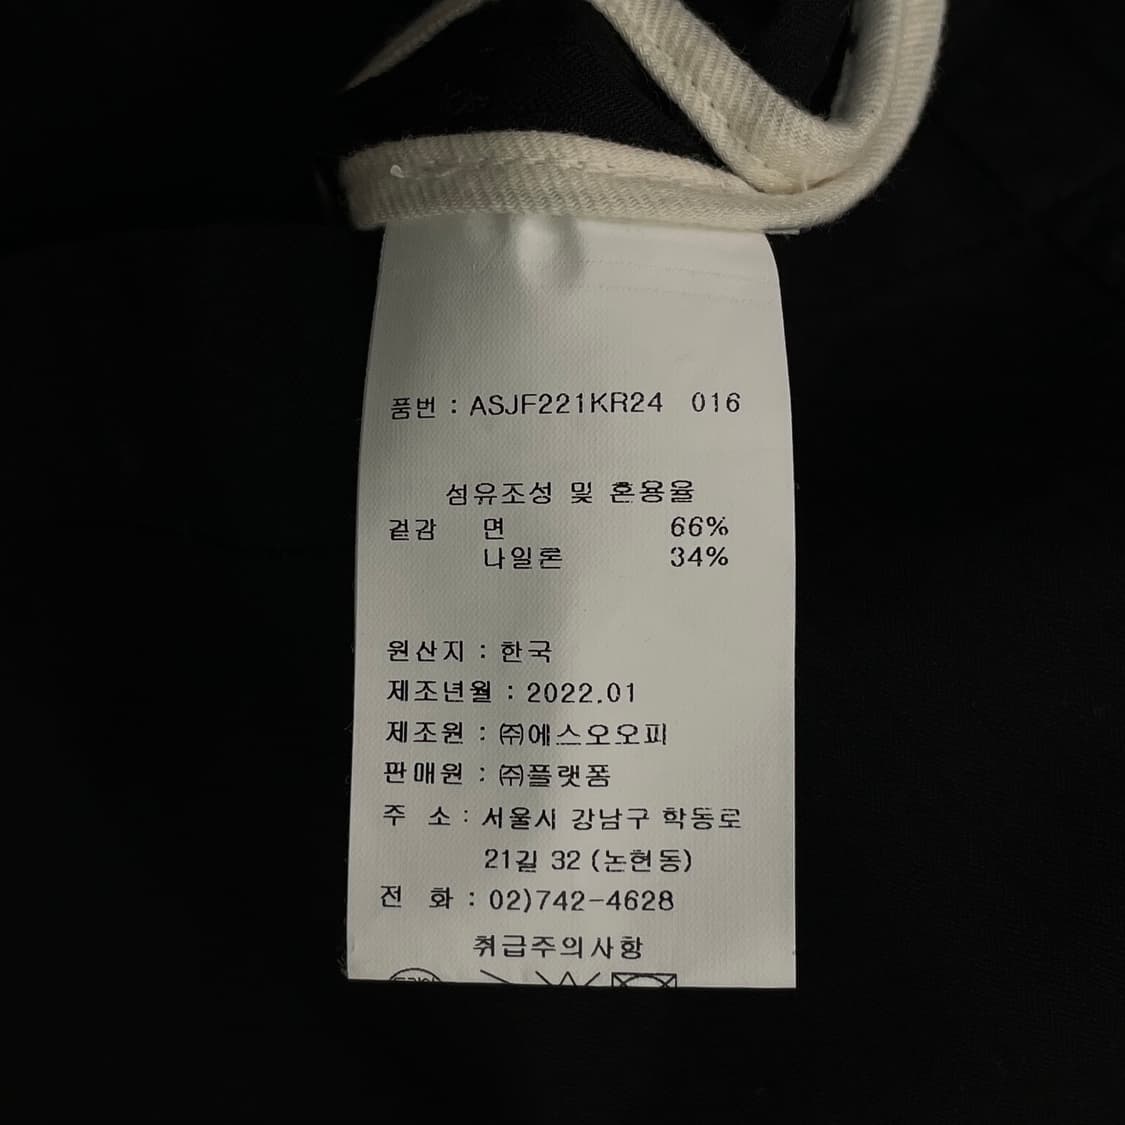 품번 : ASJF221KR24 016
섬유조성 및 혼용율
겉감 면 66%
나일론 34%
원산지 : 한국
제조년월 : 2022.01
제조원 : ㈜에스오오피
판매원 : ㈜플랫폼
주 소 : 서울시 강남구 학동로
21길 32 (논현동)
전 화 : 02)742-4628
취급주의사항